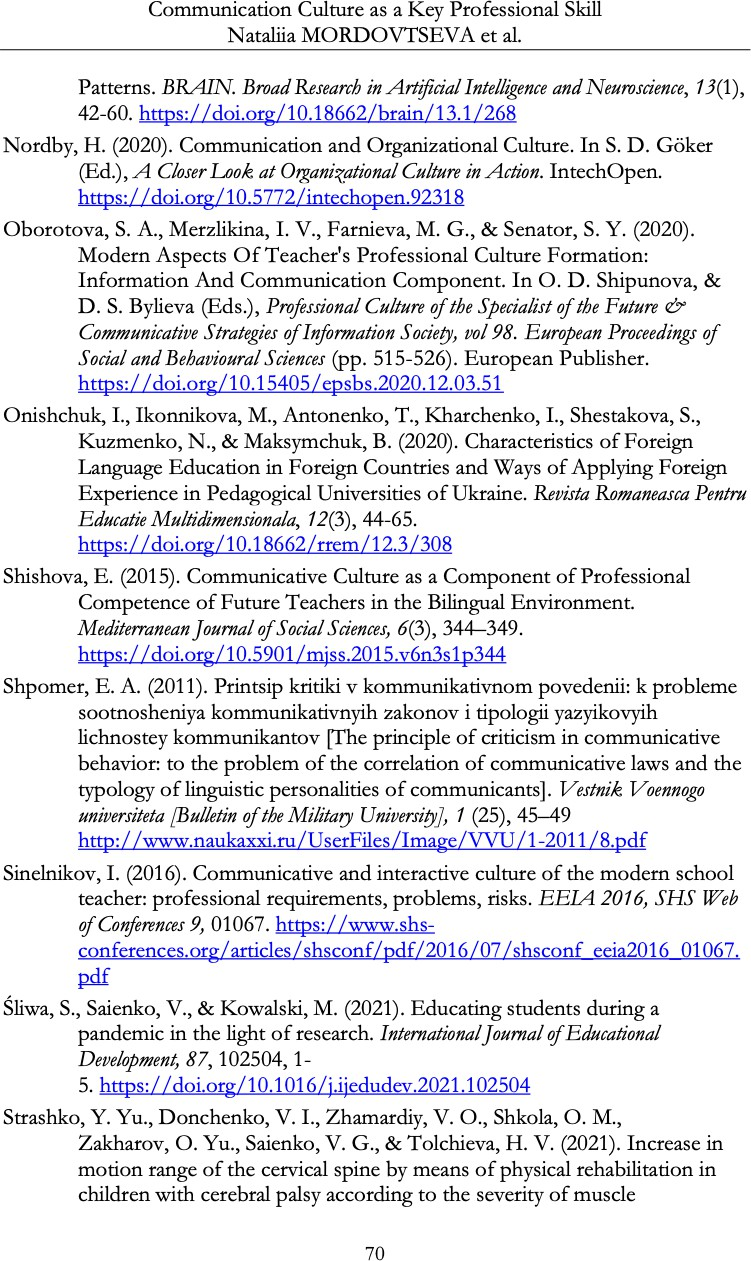 Communication Culture as a Key Professional Skill
Nataliia MORDOVTSEVA et al.
Patterns. BRAIN. Broad Research in Artificial Intelligence and Neuroscience, 13(1),
42-60. https://doi.org/10.18662/brain/13.1/268
Nordby, H. (2020). Communication and Organizational Culture. In S. D. Göker
(Ed.), A Closer Look at Organizational Culture in Action. IntechOpen.
https://doi.org/10.5772/intechopen.92318
Oborotova, S. A., Merzlikina, I. V., Farnieva, M. G., & Senator, S. Y. (2020).
Modern Aspects Of Teacher's Professional Culture Formation:
Information And Communication Component. In O. D. Shipunova, &
D. S. Bylieva (Eds.), Professional Culture of the Specialist of the Future &
Communicative Strategies of Information Society, vol 98. European Proceedings of
Social and Behavioural Sciences (pp. 515-526). European Publisher.
https://doi.org/10.15405/epsbs.2020.12.03.51
Onishchuk, I., Ikonnikova, M., Antonenko, T., Kharchenko, I., Shestakova, S.,
Kuzmenko, N., & Maksymchuk, B. (2020). Characteristics of Foreign
Language Education in Foreign Countries and Ways of Applying Foreign
Experience in Pedagogical Universities of Ukraine. Revista Romaneasca Pentru
Educatie Multidimensionala, 12(3), 44-65.
https://doi.org/10.18662/rrem/12.3/308
Shishova, E. (2015). Communicative Culture as a Component of Professional
Competence of Future Teachers in the Bilingual Environment.
Mediterranean Journal of Social Sciences, 6(3), 344–349.
https://doi.org/10.5901/mjss.2015.v6n3s1p344
Shpomer, E. A. (2011). Printsip kritiki v kommunikativnom povedenii: k probleme
sootnosheniya kommunikativnyih zakonov i tipologii yazyikovyih
lichnostey kommunikantov [The principle of criticism in communicative
behavior: to the problem of the correlation of communicative laws and the
typology of linguistic personalities of communicants]. Vestnik Voennogo
universiteta [Bulletin of the Military University], 1 (25), 45–49
http://www.naukaxxi.ru/UserFiles/Image/VVU/1-2011/8.pdf
Sinelnikov, I. (2016). Communicative and interactive culture of the modern school
teacher: professional requirements, problems, risks. EEIA 2016, SHS Web
of Conferences 9, 01067. https://www.shs-
conferences.org/articles/shsconf/pdf/2016/07/shsconf_eeia2016_01067.
pdf
Śliwa, S., Saienko, V., & Kowalski, M. (2021). Educating students during a
pandemic in the light of research. International Journal of Educational
Development, 87, 102504, 1-
5. https://doi.org/10.1016/j.ijedudev.2021.102504
Strashko, Y. Yu., Donchenko, V. I., Zhamardiy, V. O., Shkola, O. M.,
Zakharov, O. Yu., Saienko, V. G., & Tolchieva, H. V. (2021). Increase in
motion range of the cervical spine by means of physical rehabilitation in
children with cerebral palsy according to the severity of muscle
70